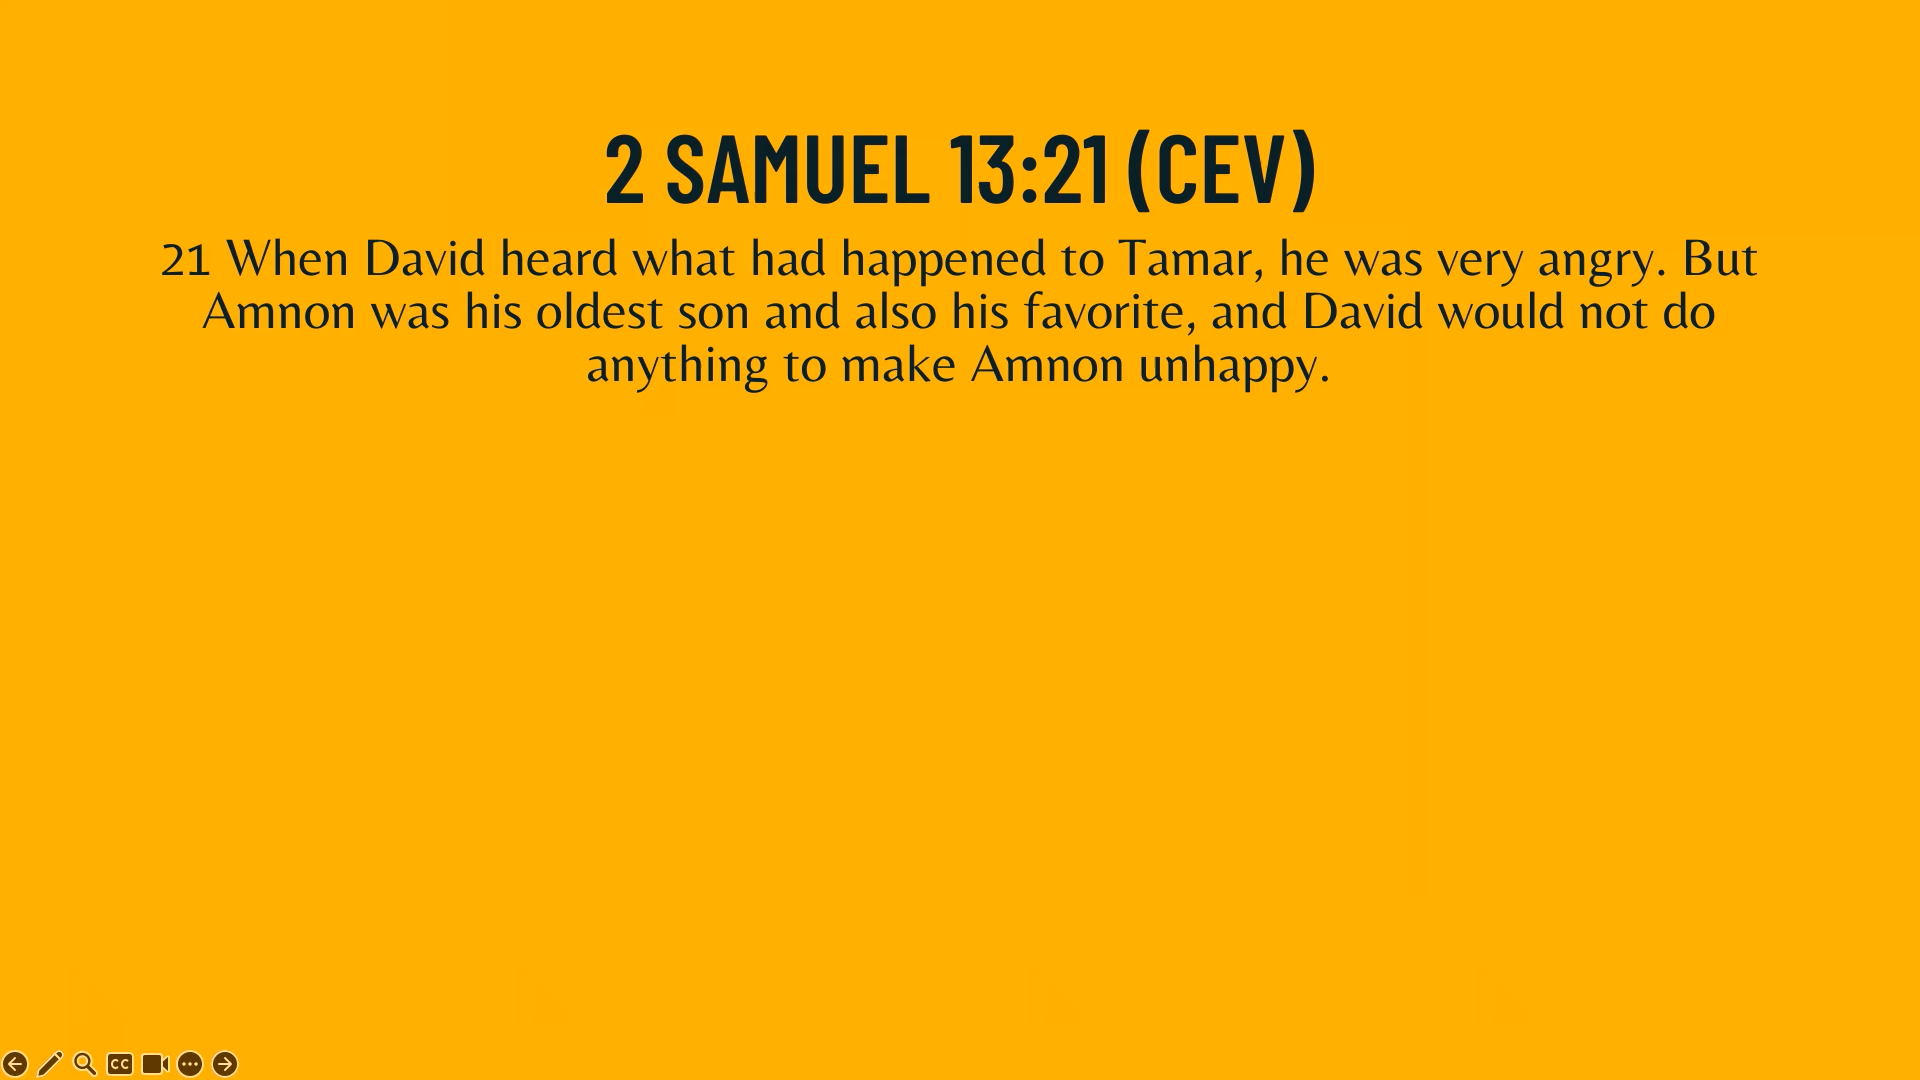 2 SAMUEL 13:21 (CEV)
21 When David heard what had happened to Tamar, he was very angry. But
Amnon was his oldest son and also his favorite, and David would not do
anything to make Amnon unhappy.
CC